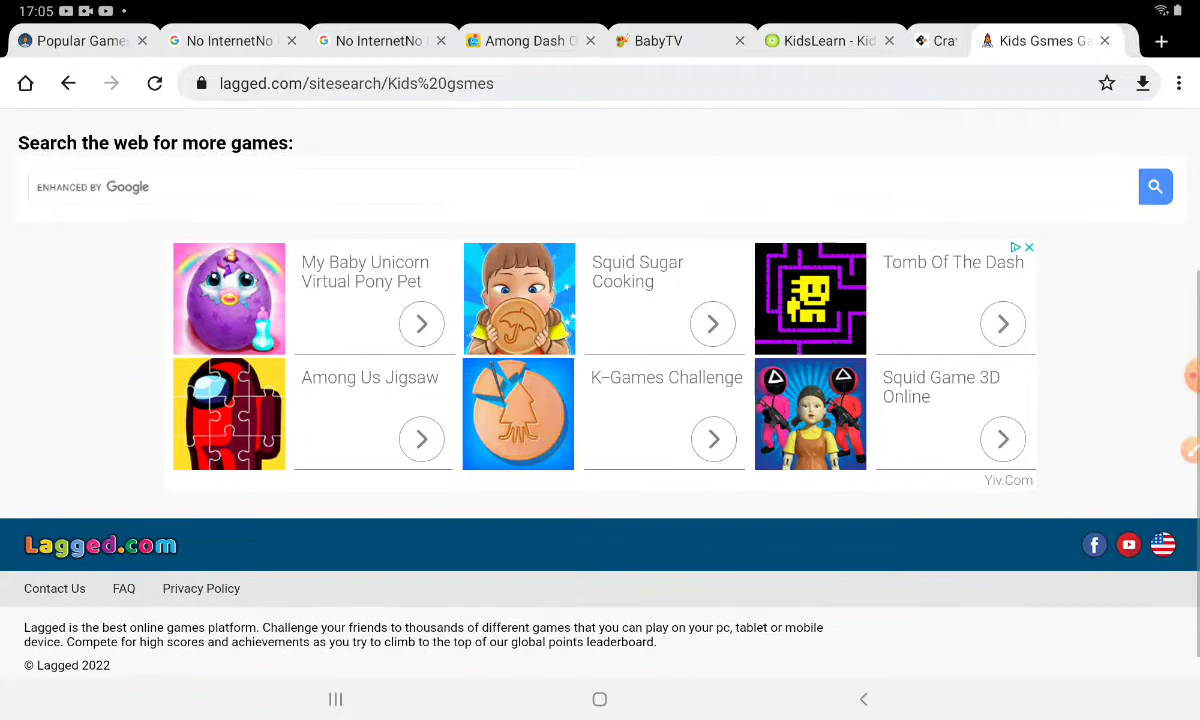 17:05
Popular Game
No InternetNo
No InternetNo
Among Dash O
BabyTV
KidsLearn - Kid
Cra
Kids Gsmes Ga
lagged.com/sitesearch/Kids%20gsmes
Search the web for more games:
ENHANCED BY Google
My Baby Unicorn
Virtual Pony Pet
Squid Sugar
Cooking
Tomb Of The Dash
Among Us Jigsaw
K-Games Challenge
Squid Game 3D
Online
Yiv.Com
Lagged.com
Contact Us
FAQ
Privacy Policy
Lagged is the best online games platform. Challenge your friends to thousands of different games that you can play on your pc, tablet or mobile
device. Compete for high scores and achievements as you try to climb to the top of our global points leaderboard.
© Lagged 2022